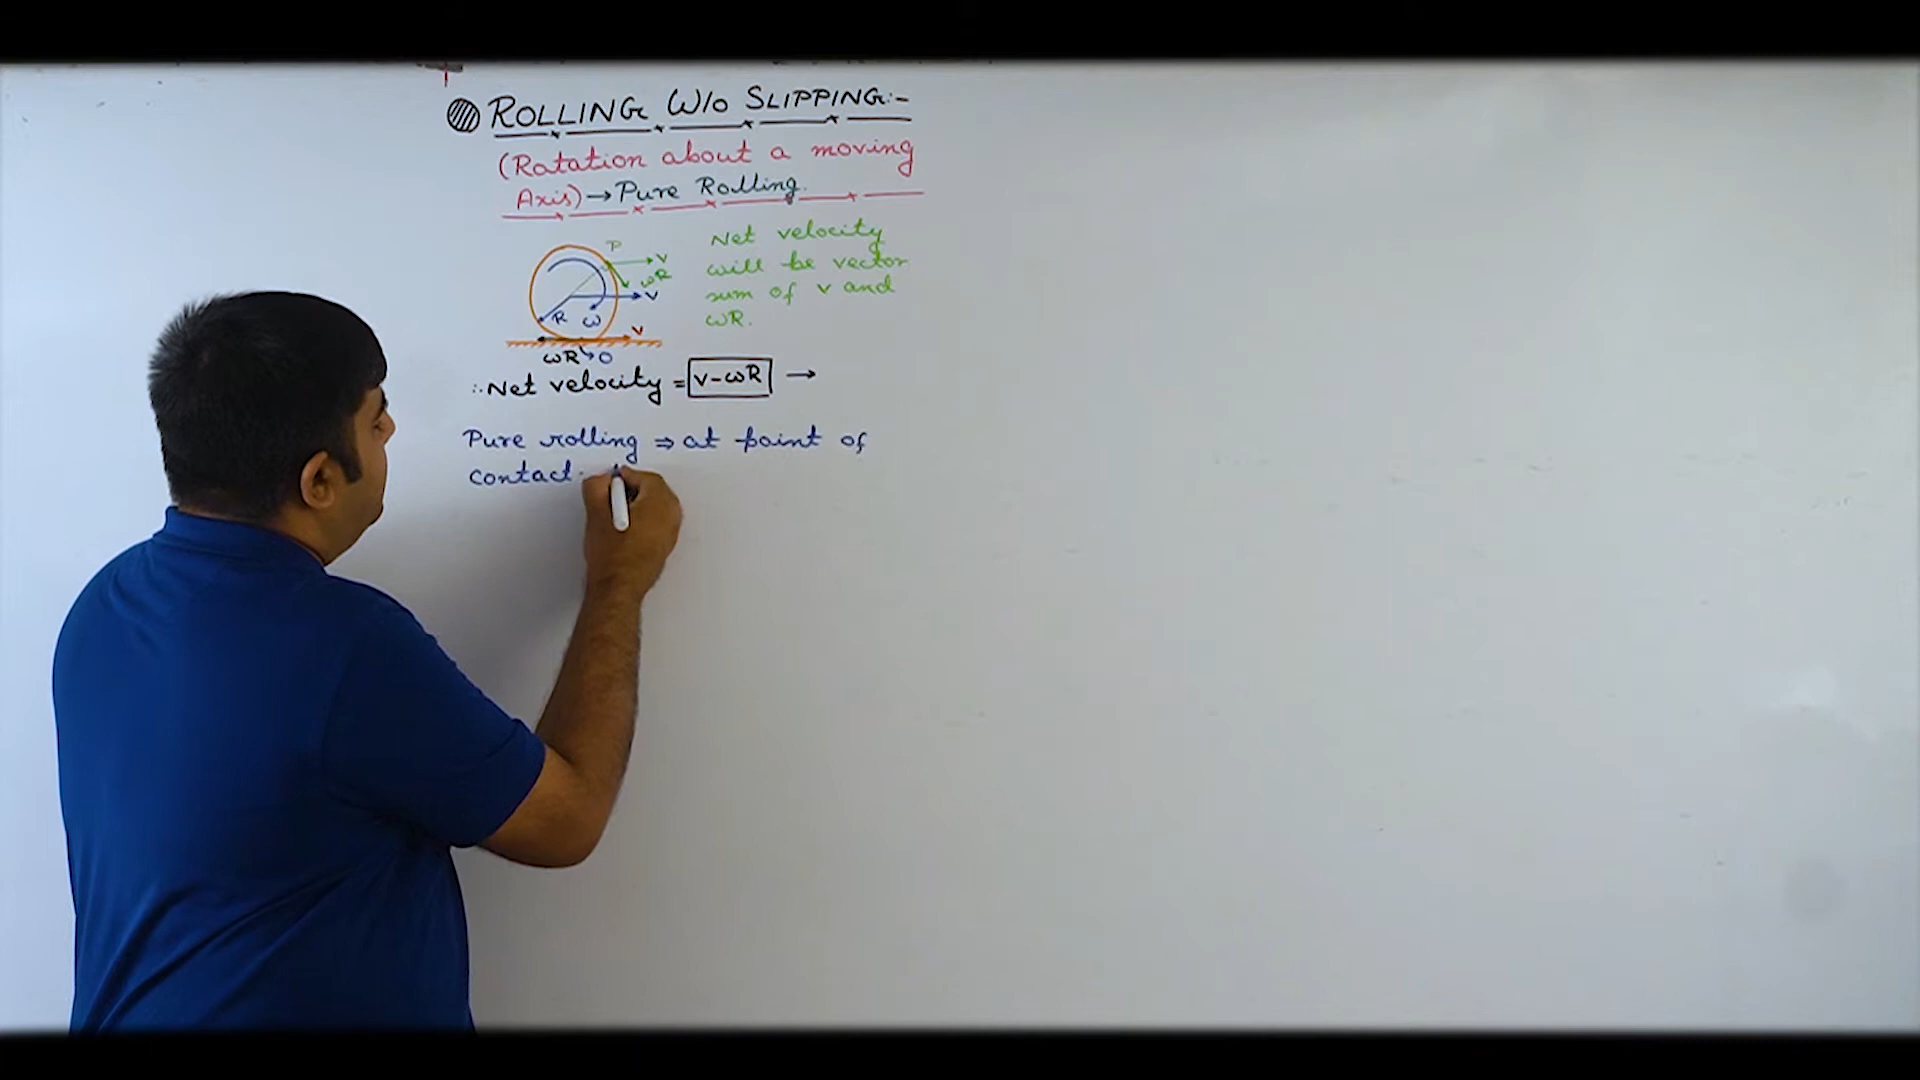 ROLLING W/O SLIPPING:-
(Rotation about a moving
Axis) → Pure Rolling.
P
V
ωR
V
R
ω
V
ωR
O
Net velocity
will be vector
sum of v and
ωR.
∴ Net velocity = V-ωR →
Pure rolling ⇒ at point of
contact: